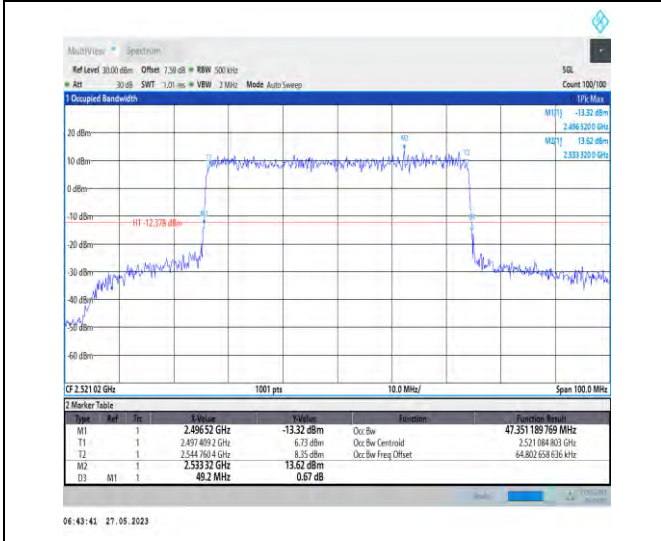 MultiView Spectrum
Ref Level 30.00 dBm Offset 7.59 dB RBW 500 kHz SGL
Att 30 dB SWT 1.01 ms VBW 2 MHz Mode Auto Sweep Count 100/100
1 Occupied Bandwidth 1Pk Max
M1[1] -13.32 dBm
2.496 520 0 GHz
M2[1] 13.62 dBm
2.533 320 0 GHz
20 dBm
M2
10 dBm
T2
0 dBm
-10 dBm
H1 -12.378 dBm
-20 dBm
-30 dBm
-40 dBm
-50 dBm
-60 dBm
CF 2.521 02 GHz 1001 pts 10.0 MHz/ Span 100.0 MHz
2 Marker Table
Type Ref Trc X-Value Y-Value Function Function Result
M1 1 2.496 52 GHz -13.32 dBm Occ Bw 47.351 189 769 MHz
T1 1 2.497 409 2 GHz 6.73 dBm Occ Bw Centroid 2.521 084 803 GHz
T2 1 2.544 760 4 GHz 8.35 dBm Occ Bw Freq Offset 64.802 658 636 kHz
M2 1 2.533 32 GHz 13.62 dBm
D3 M1 1 49.2 MHz 0.67 dB
06:43:41 27.05.2023